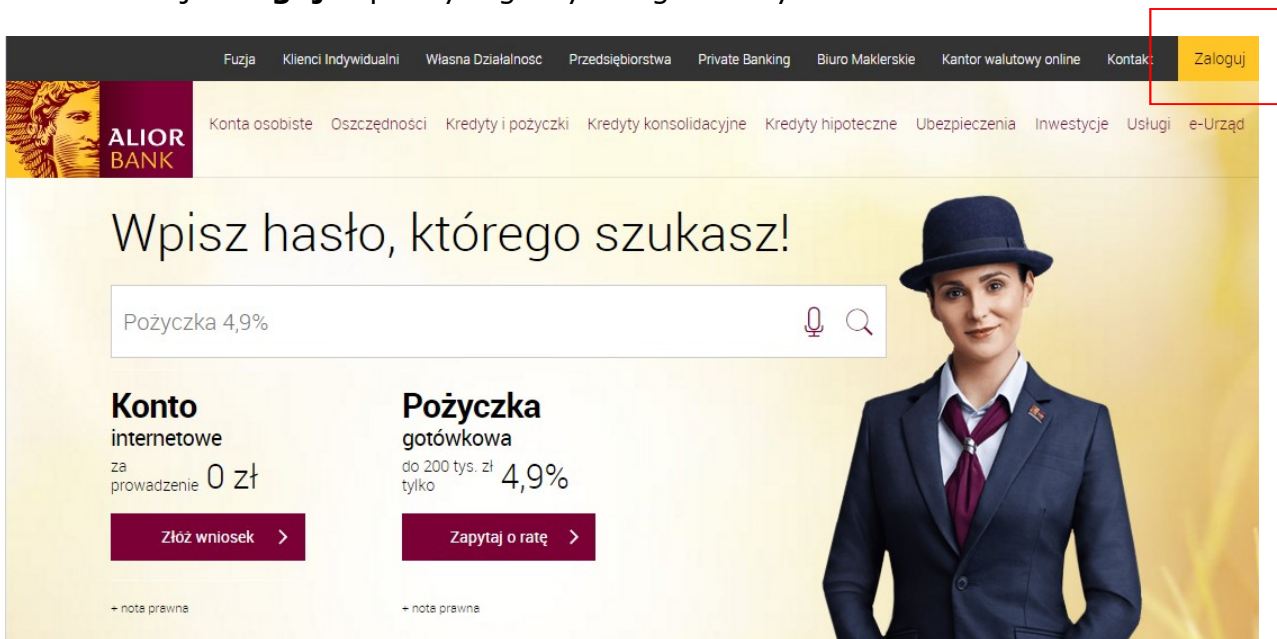 Fuzja Klienci Indywidualni Własna Działalność Przedsiębiorstwa Private Banking Biuro Maklerskie Kantor walutowy online Kontakt Zaloguj
ALIOR
BANK
Konta osobiste Oszczędności Kredyty i pożyczki Kredyty konsolidacyjne Kredyty hipoteczne Ubezpieczenia Inwestycje Usługi e-Urząd
Wpisz hasło, którego szukasz!
Pożyczka 4,9%
Konto
internetowe
za
prowadzenie 0 zł
Złóż wniosek
+ nota prawna
Pożyczka
gotówkowa
do 200 tys. zł
tylko 4,9%
Zapytaj o ratę
+ nota prawna